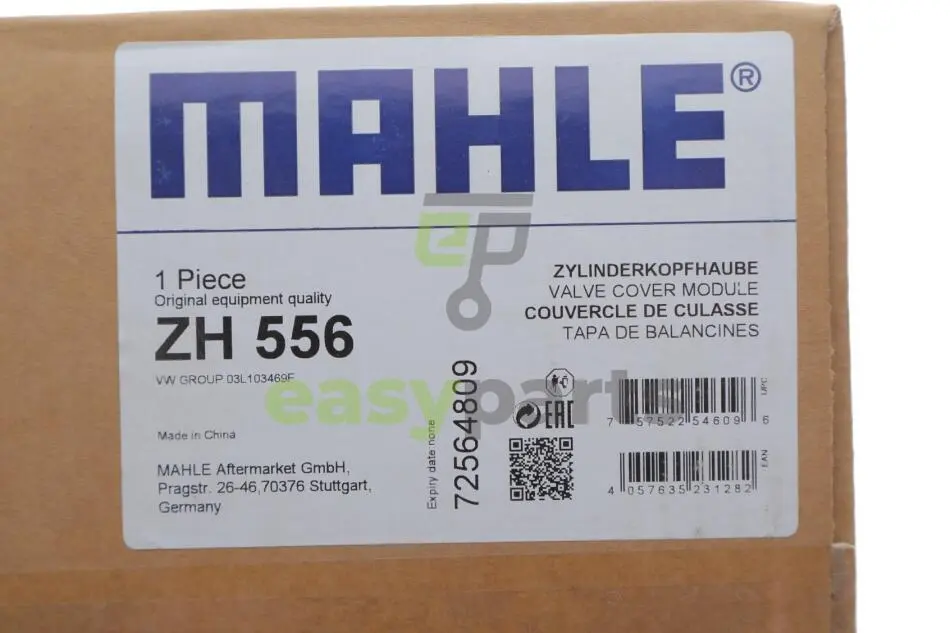 MAHLE®
1 Piece
Original equipment quality
ZH 556
VW GROUP 03L103469F
Made in China
MAHLE Aftermarket GmbH,
Pragstr. 26-46,70376 Stuttgart,
Germany
ZYLINDERKOPFHAUBE
VALVE COVER MODULE
COUVERCLE DE CULASSE
TAPA DE BALANCINES
Expiry date none
72564809
EAC
UPC
7 57522 54609 6
EAN
4 057635 231282
ep
easyparts